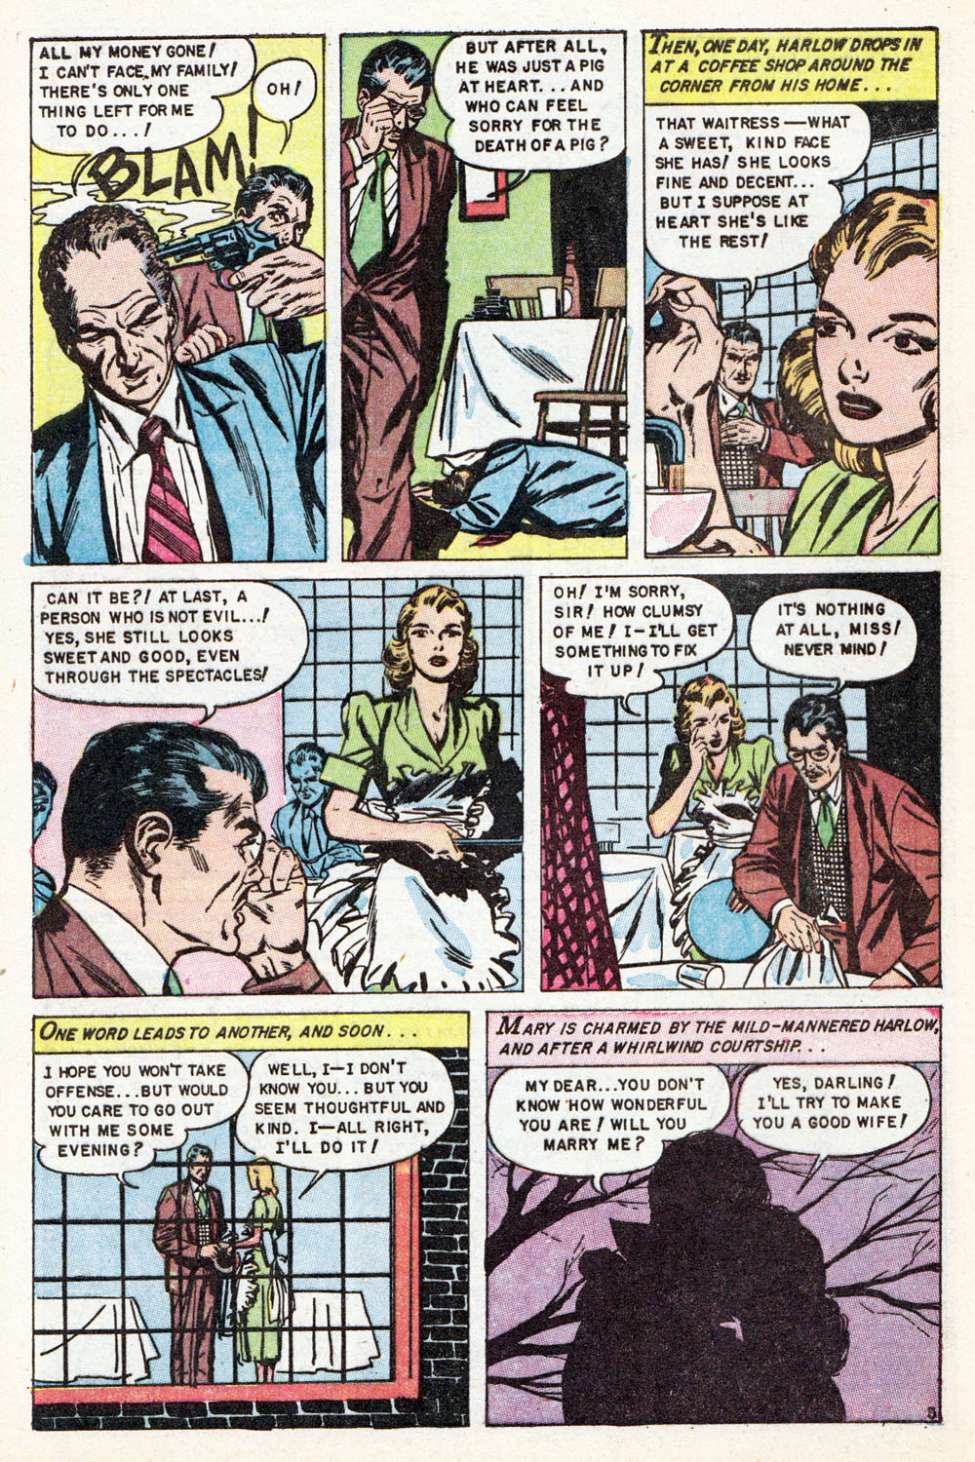 ALL MY MONEY GONE!
I CAN'T FACE MY FAMILY!
THERE'S ONLY ONE
THING LEFT FOR ME
TO DO...!
OH!
BLAM!
BUT AFTER ALL,
HE WAS JUST A PIG
AT HEART...AND
WHO CAN FEEL
SORRY FOR THE
DEATH OF A PIG?
THEN, ONE DAY, HARLOW DROPS IN
AT A COFFEE SHOP AROUND THE
CORNER FROM HIS HOME...
THAT WAITRESS—WHAT
A SWEET, KIND FACE
SHE HAS! SHE LOOKS
FINE AND DECENT...
BUT I SUPPOSE AT
HEART SHE'S LIKE
THE REST!
CAN IT BE?! AT LAST, A
PERSON WHO IS NOT EVIL...!
YES, SHE STILL LOOKS
SWEET AND GOOD, EVEN
THROUGH THE SPECTACLES!
OH! I'M SORRY,
SIR! HOW CLUMSY
OF ME! I-I'LL GET
SOMETHING TO FIX
IT UP!
IT'S NOTHING
AT ALL, MISS!
NEVER MIND!
ONE WORD LEADS TO ANOTHER, AND SOON...
I HOPE YOU WON'T TAKE
OFFENSE...BUT WOULD
YOU CARE TO GO OUT
WITH ME SOME
EVENING?
WELL, I—I DON'T
KNOW YOU...BUT YOU
SEEM THOUGHTFUL AND
KIND. I—ALL RIGHT,
I'LL DO IT!
MARY IS CHARMED BY THE MILD-MANNERED HARLOW,
AND AFTER A WHIRLWIND COURTSHIP...
MY DEAR...YOU DON'T
KNOW HOW WONDERFUL
YOU ARE! WILL YOU
MARRY ME?
YES, DARLING!
I'LL TRY TO MAKE
YOU A GOOD WIFE!
3